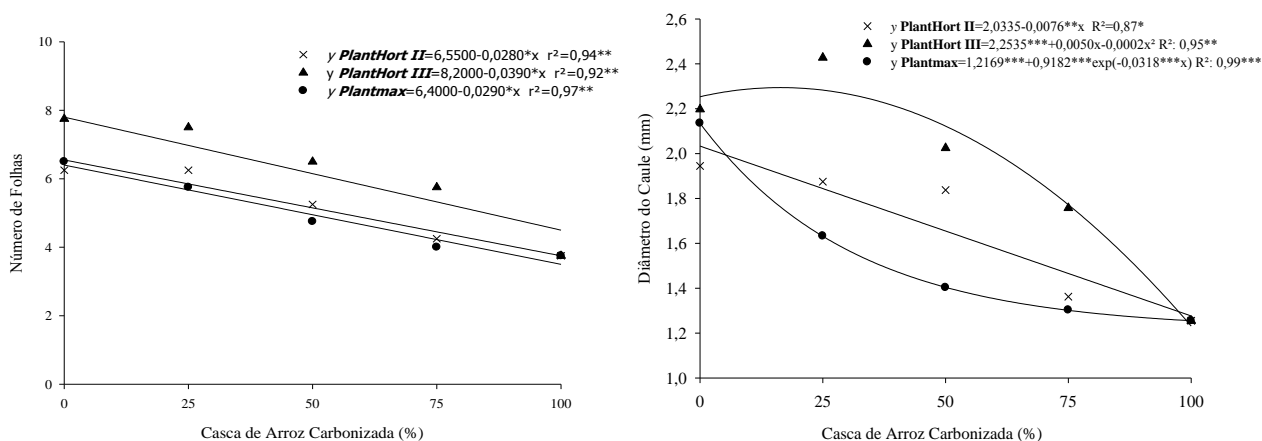 y PlantHort II=6,5500-0,0280*x r²=0,94**
y PlantHort III=8,2000-0,0390*x r²=0,92**
y Plantmax=6,4000-0,0290*x r²=0,97**
10
8
6
4
2
0
0 25 50 75 100
Número de Folhas
Casca de Arroz Carbonizada (%)
y PlantHort II=2,0335-0,0076**x R²=0,87*
y PlantHort III=2,2535***+0,0050x-0,0002x² R²: 0,95**
y Plantmax=1,2169***+0,9182***exp(-0,0318***x) R²: 0,99***
2,6
2,4
2,2
2,0
1,8
1,6
1,4
1,2
1,0
0 25 50 75 100
Diâmetro do Caule (mm)
Casca de Arroz Carbonizada (%)